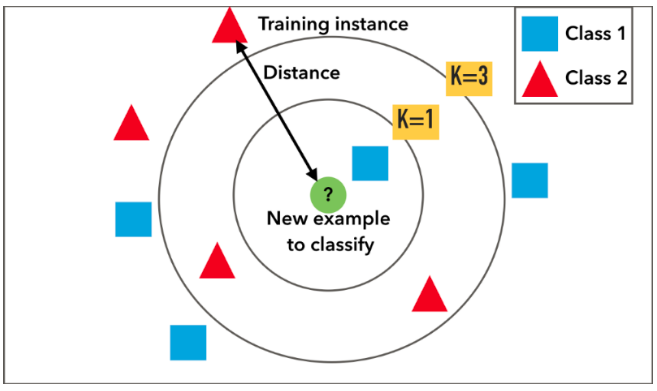 Training instance
Class 1
Distance
K=3
Class 2
K=1
?
New example
to classify